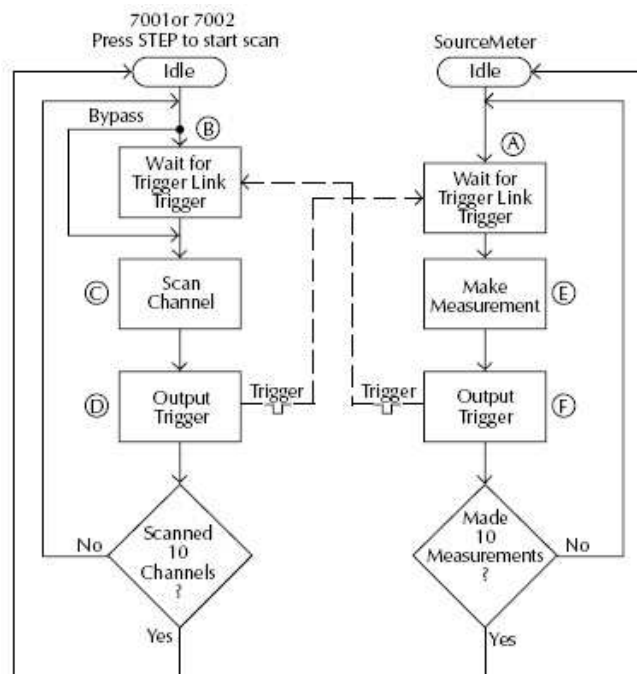 7001or 7002
Press STEP to start scan
Idle
Bypass
B
Wait for
Trigger Link
Trigger
C
Scan
Channel
D
Output
Trigger
Trigger
Scanned
10
Channels
?
No
Yes
SourceMeter
Idle
A
Wait for
Trigger Link
Trigger
Make
Measurement
E
Trigger
Output
Trigger
F
Made
10
Measurements
?
No
Yes